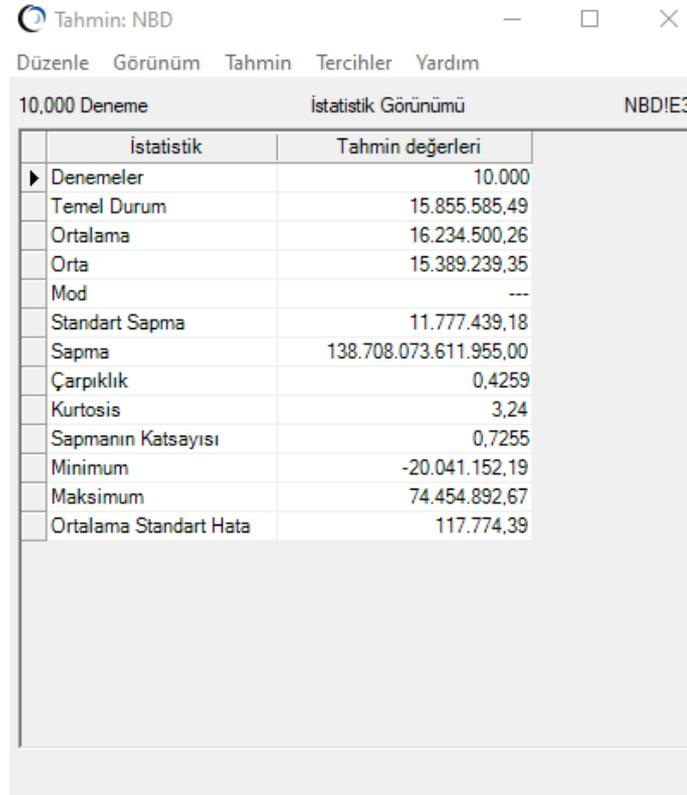 Tahmin: NBD
Düzenle Görünüm Tahmin Tercihler Yardım
10,000 Deneme İstatistik Görünümü NBD!E3
İstatistik Tahmin değerleri
Denemeler 10.000
Temel Durum 15.855.585,49
Ortalama 16.234.500,26
Orta 15.389.239,35
Mod ---
Standart Sapma 11.777.439,18
Sapma 138.708.073.611.955,00
Çarpıklık 0,4259
Kurtosis 3,24
Sapmanın Katsayısı 0,7255
Minimum -20.041.152,19
Maksimum 74.454.892,67
Ortalama Standart Hata 117.774,39